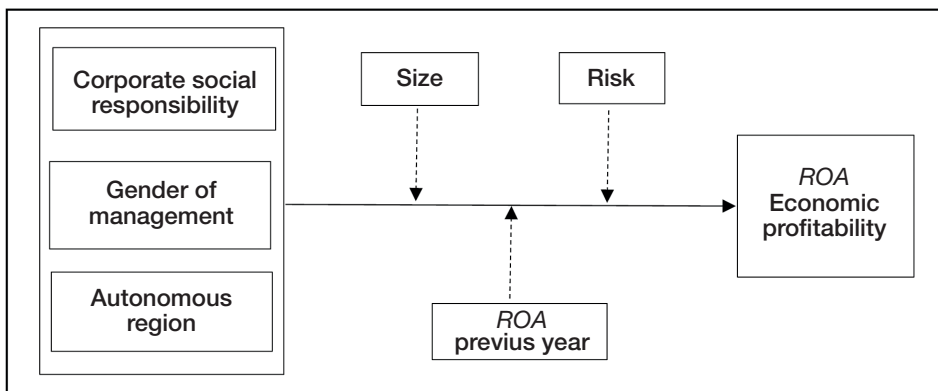 Corporate social
responsibility
Gender of
management
Autonomous
region
Size
Risk
ROA
previus year
ROA
Economic
profitability